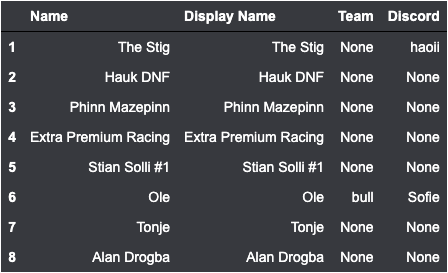 Name Display Name Team Discord
1 The Stig The Stig None haoii
2 Hauk DNF Hauk DNF None None
3 Phinn Mazepinn Phinn Mazepinn None None
4 Extra Premium Racing Extra Premium Racing None None
5 Stian Solli #1 Stian Solli #1 None None
6 Ole Ole bull Sofie
7 Tonje Tonje None None
8 Alan Drogba Alan Drogba None None